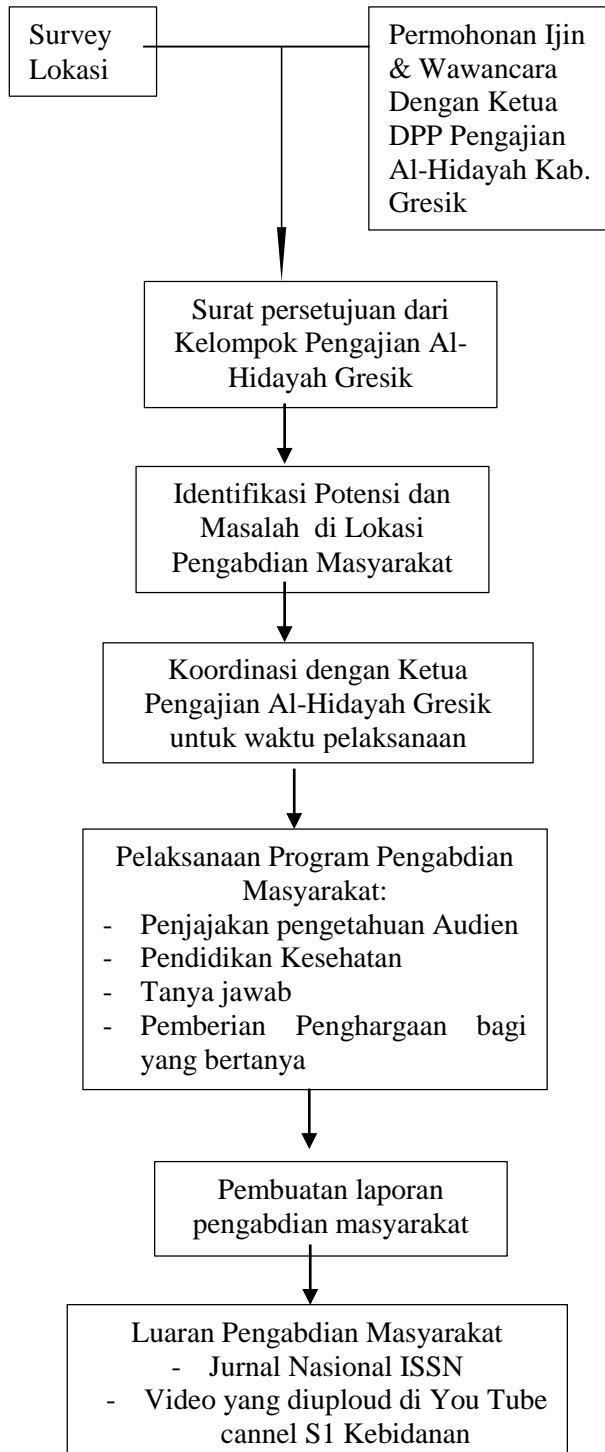 Survey
Lokasi
Permohonan Ijin
& Wawancara
Dengan Ketua
DPP Pengajian
Al-Hidayah Kab.
Gresik
Surat persetujuan dari
Kelompok Pengajian Al-
Hidayah Gresik
Identifikasi Potensi dan
Masalah di Lokasi
Pengabdian Masyarakat
Koordinasi dengan Ketua
Pengajian Al-Hidayah Gresik
untuk waktu pelaksanaan
Pelaksanaan Program Pengabdian
Masyarakat:
- Penjajakan pengetahuan Audien
- Pendidikan Kesehatan
- Tanya jawab
- Pemberian Penghargaan bagi
yang bertanya
Pembuatan laporan
pengabdian masyarakat
Luaran Pengabdian Masyarakat
- Jurnal Nasional ISSN
- Video yang diuploud di You Tube
cannel S1 Kebidanan